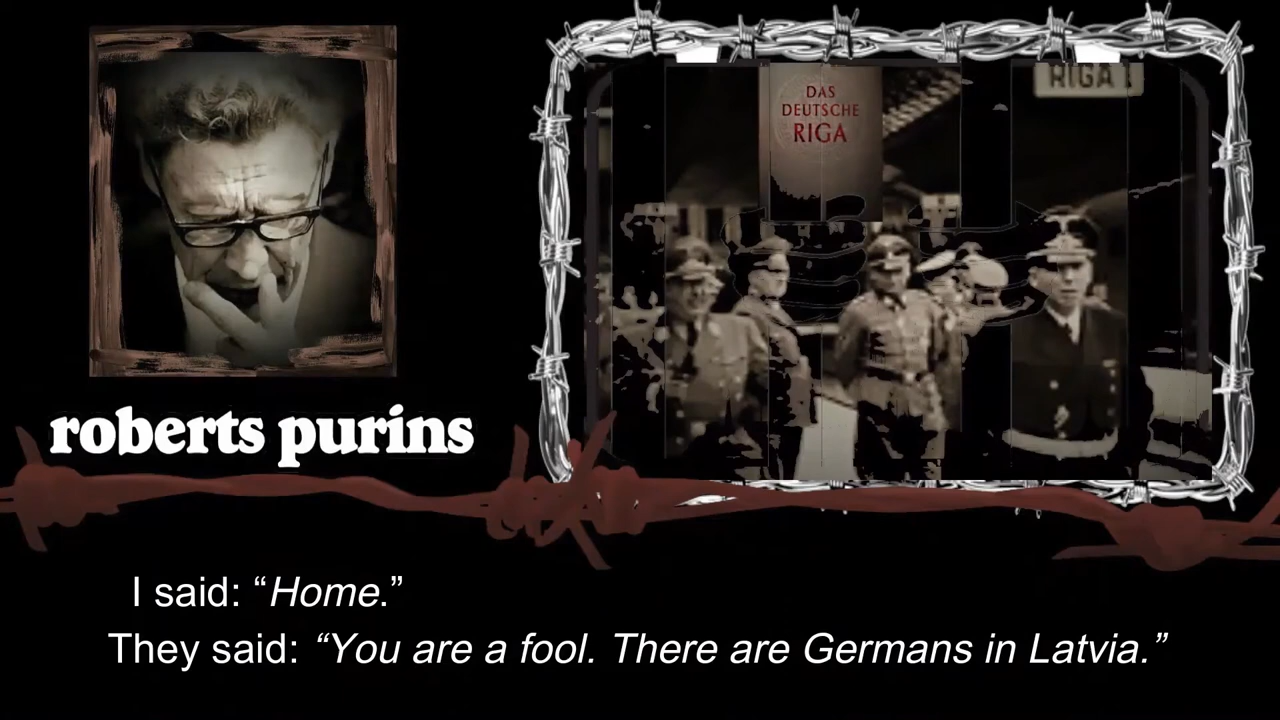 DAS
DEUTSCHE
RIGA
RIGA
roberts purins
I said: “Home.”
They said: “You are a fool. There are Germans in Latvia.”